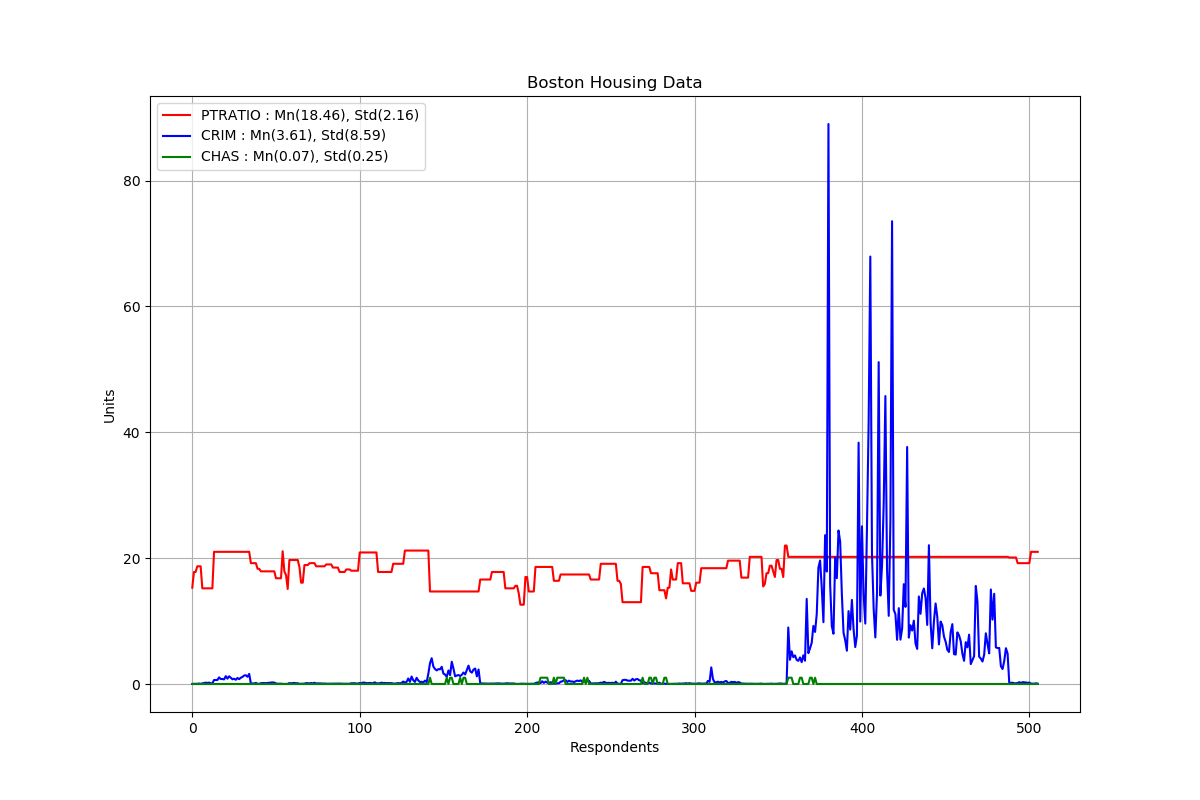 Boston Housing Data
PTRATIO : Mn(18.46), Std(2.16)
CRIM : Mn(3.61), Std(8.59)
CHAS : Mn(0.07), Std(0.25)
80
60
40
20
0
Units
0 100 200 300 400 500
Respondents